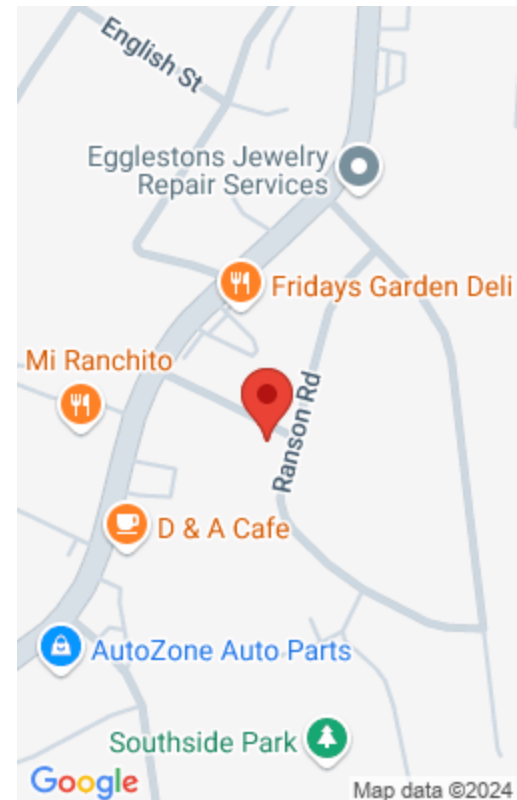 English St
Egglestons Jewelry
Repair Services
Fridays Garden Deli
Mi Ranchito
Ranson Rd
D & A Cafe
AutoZone Auto Parts
Southside Park
Google
Map data ©2024